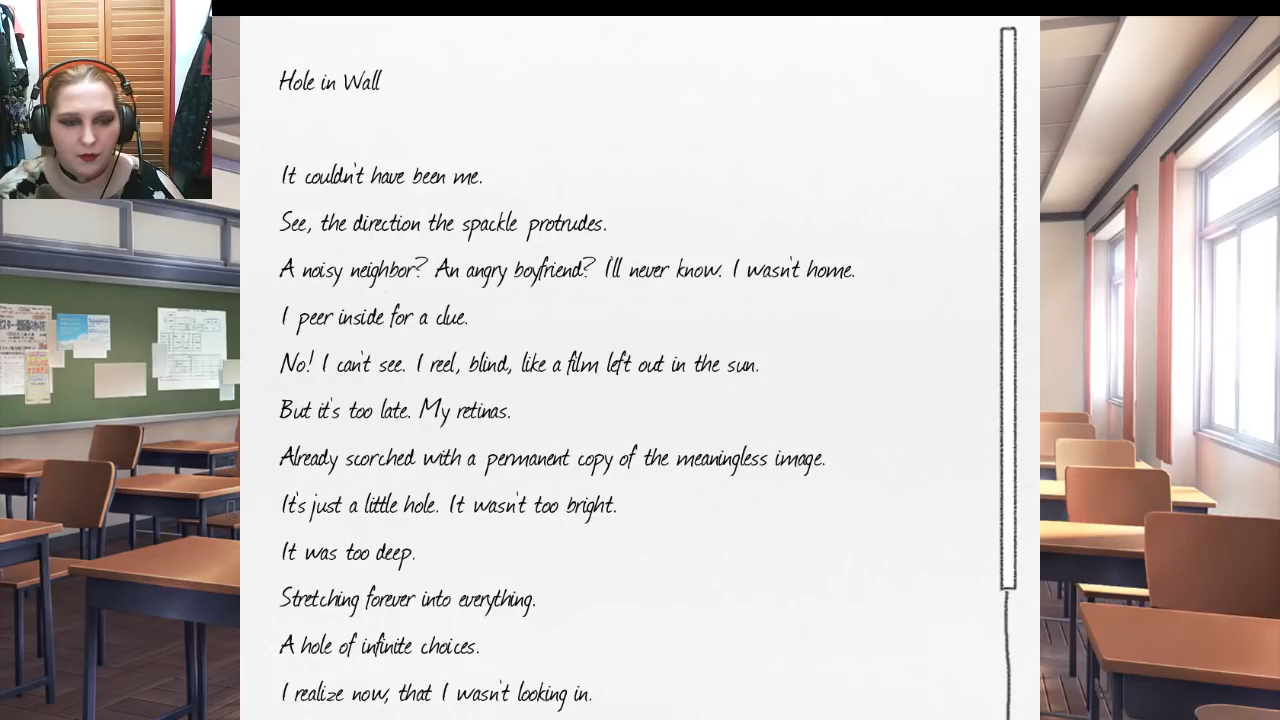 Hole in Wall
It couldn't have been me.
See, the direction the spackle protrudes.
A noisy neighbor? An angry boyfriend? I'll never know. I wasn't home.
I peer inside for a clue.
No! I can't see. I reel, blind, like a film left out in the sun.
But it's too late. My retinas.
Already scorched with a permanent copy of the meaningless image.
It's just a little hole. It wasn't too bright.
It was too deep.
Stretching forever into everything.
A hole of infinite choices.
I realize now, that I wasn't looking in.